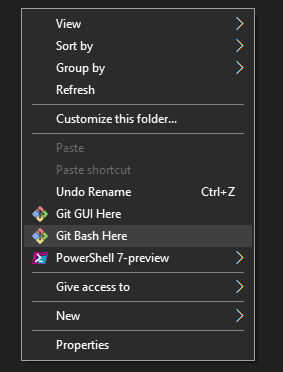 View
Sort by
Group by
Refresh
Customize this folder...
Paste
Paste shortcut
Undo Rename Ctrl+Z
Git GUI Here
Git Bash Here
PowerShell 7-preview
Give access to
New
Properties